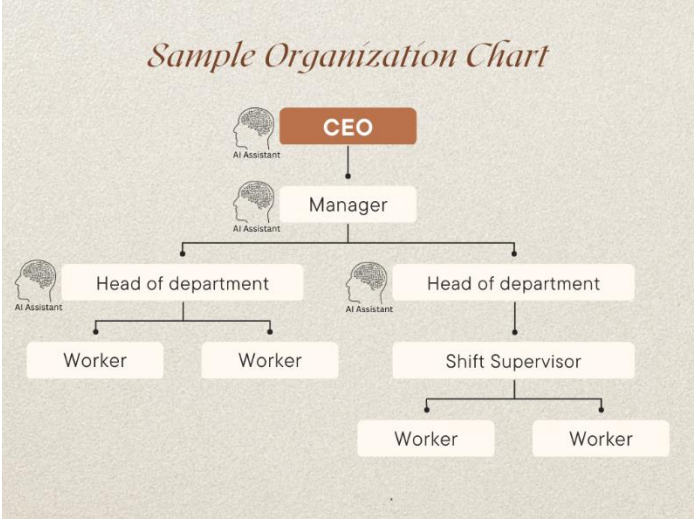 Sample Organization Chart
CEO
AI Assistant
Manager
AI Assistant
Head of department
AI Assistant
Head of department
AI Assistant
Worker
Worker
Shift Supervisor
Worker
Worker